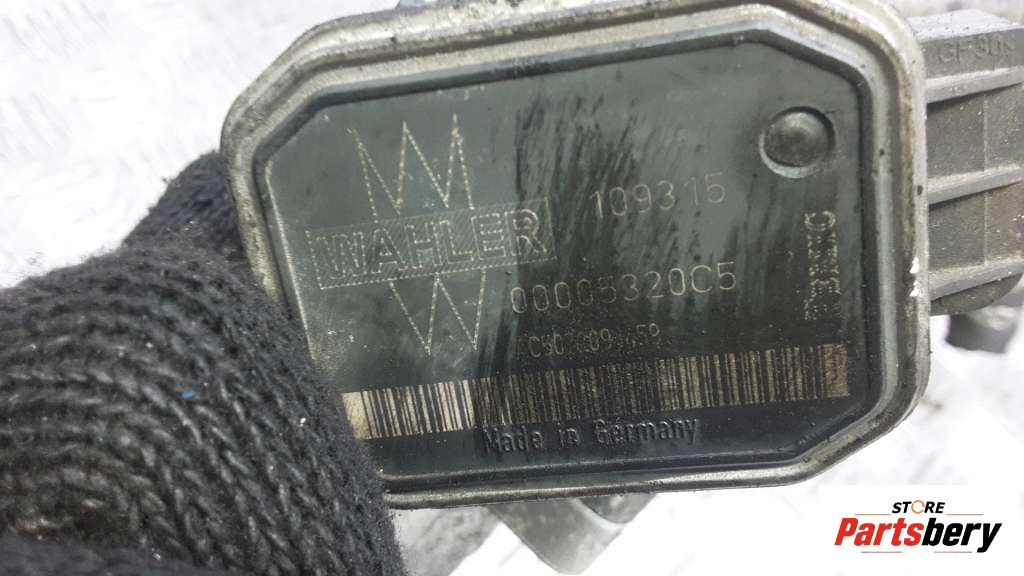 WAHLER
109315
00005320C5
Made in Germany
STORE
Partsbery